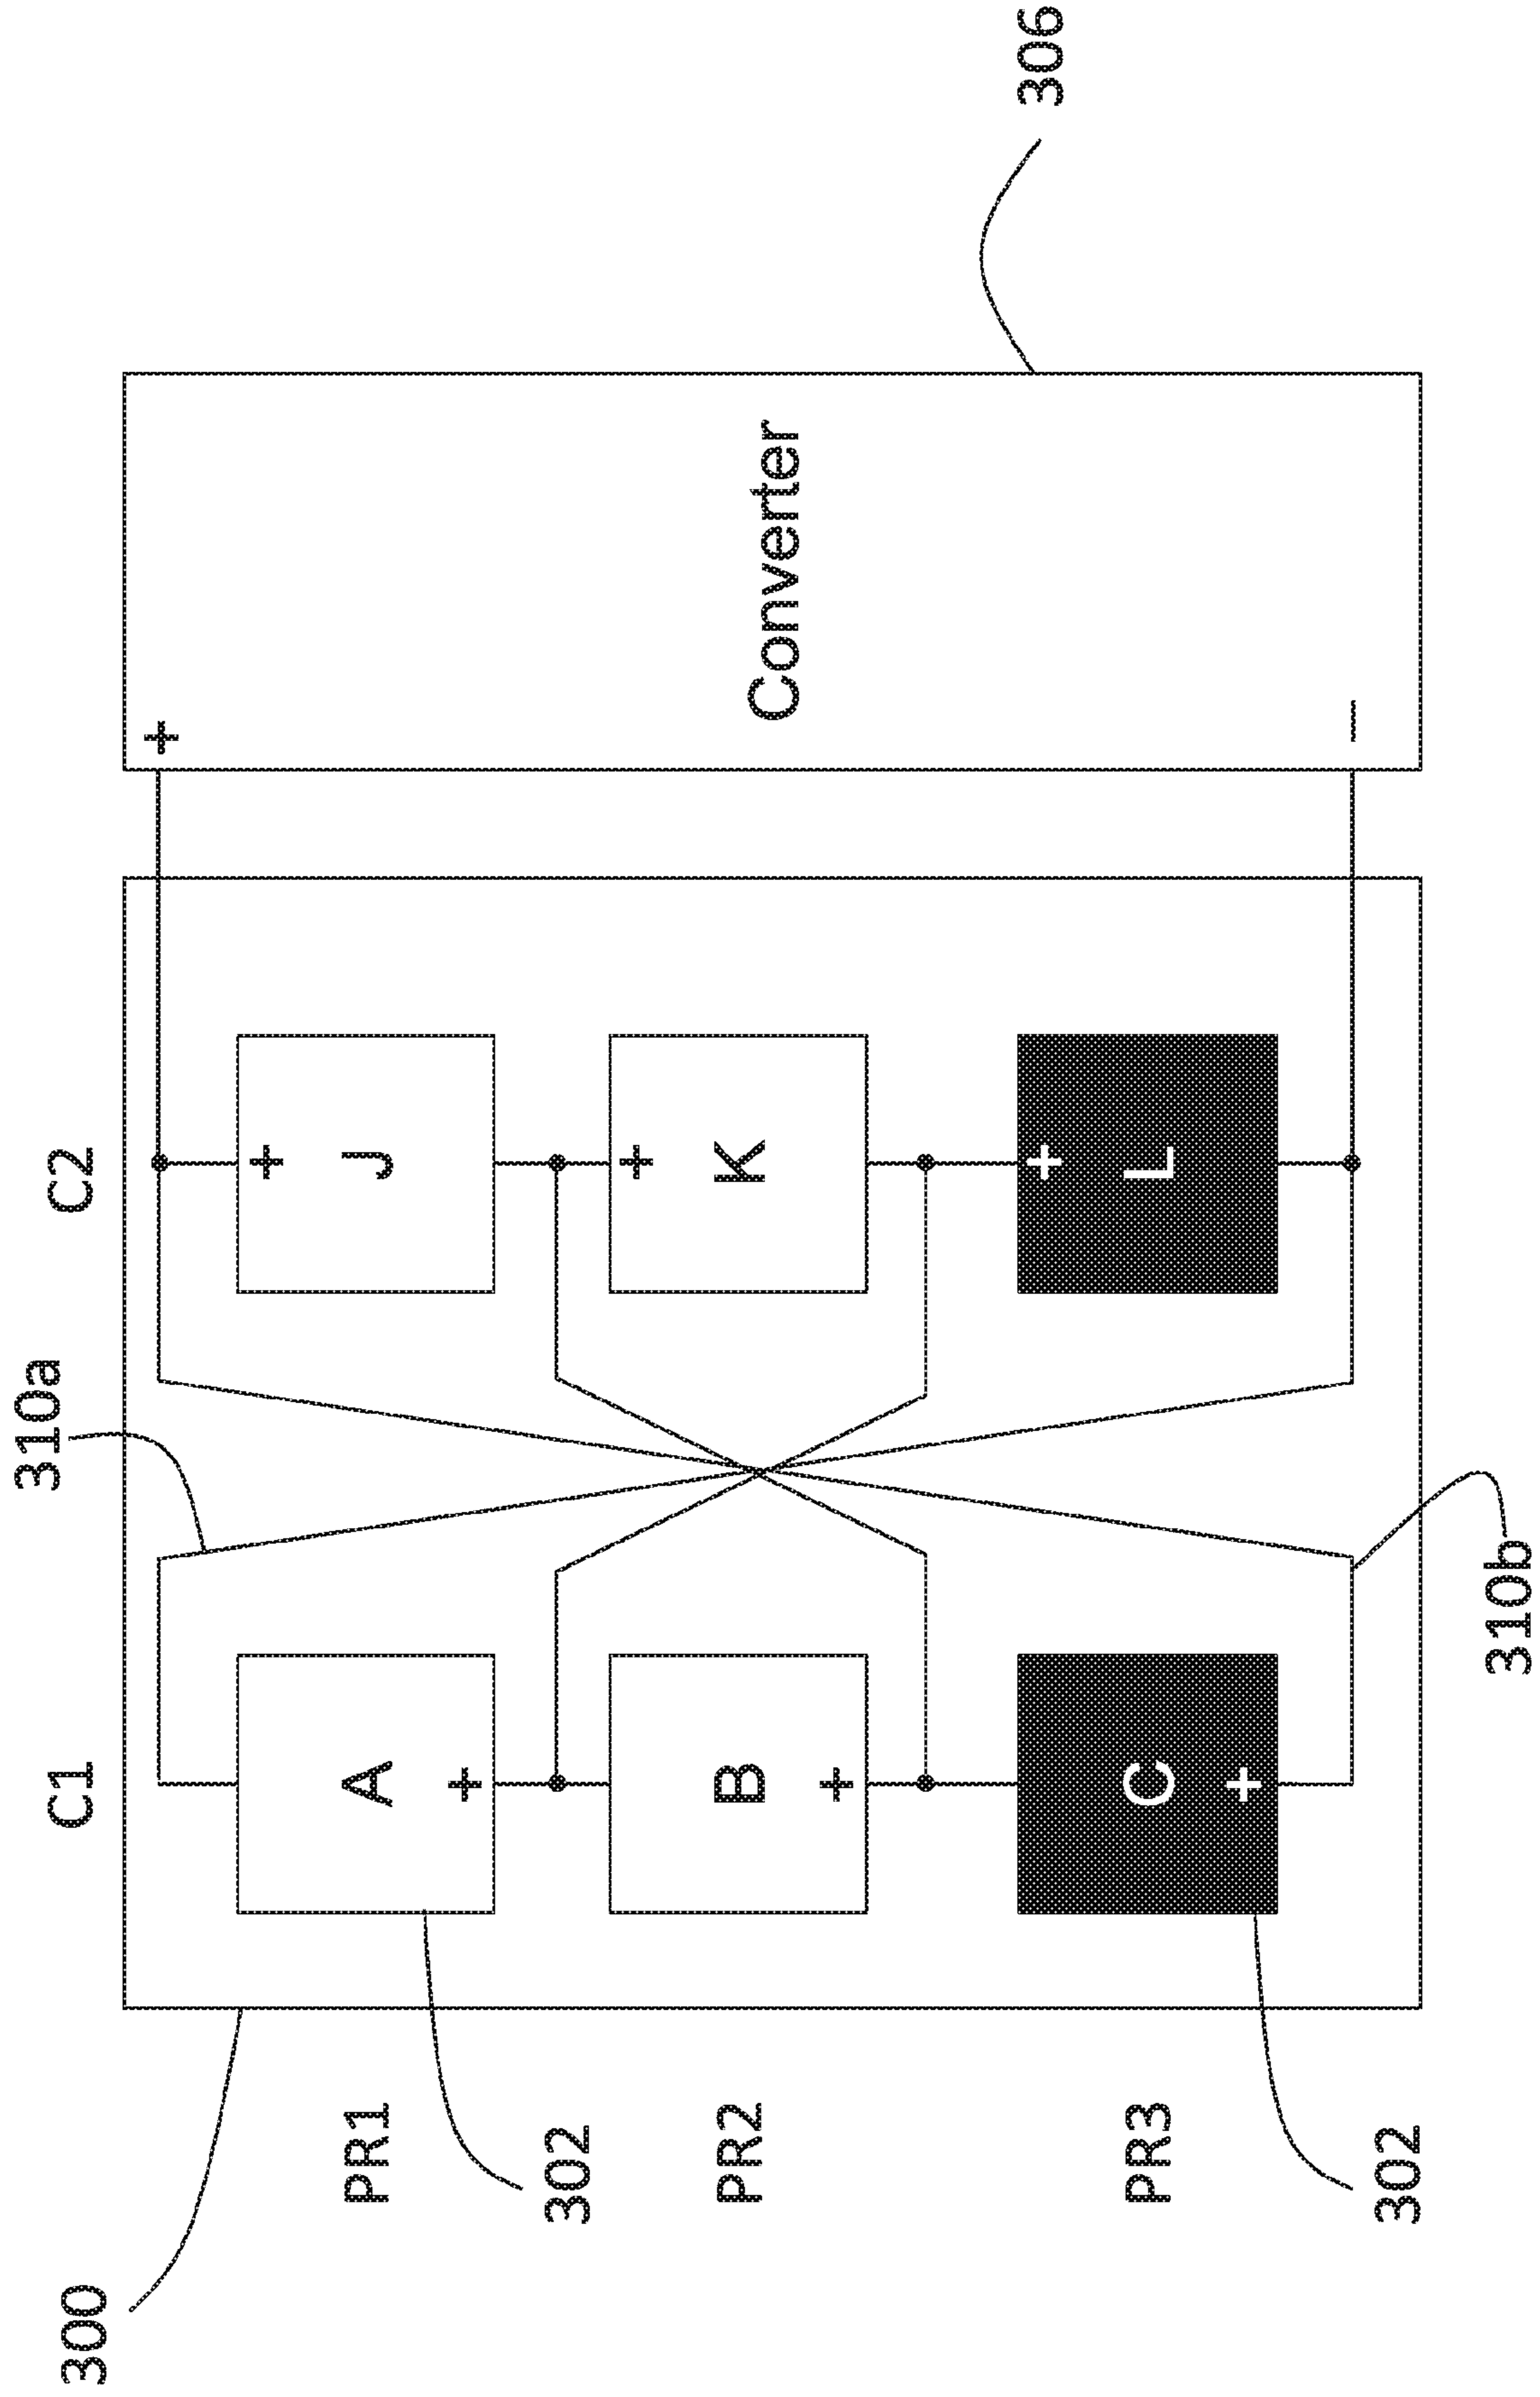 310a
300
C1
C2
+
+
PR1
A
J
+
302
+
PR2
B
K
Converter
+
+
306
PR3
C
L
+
–
302
310b